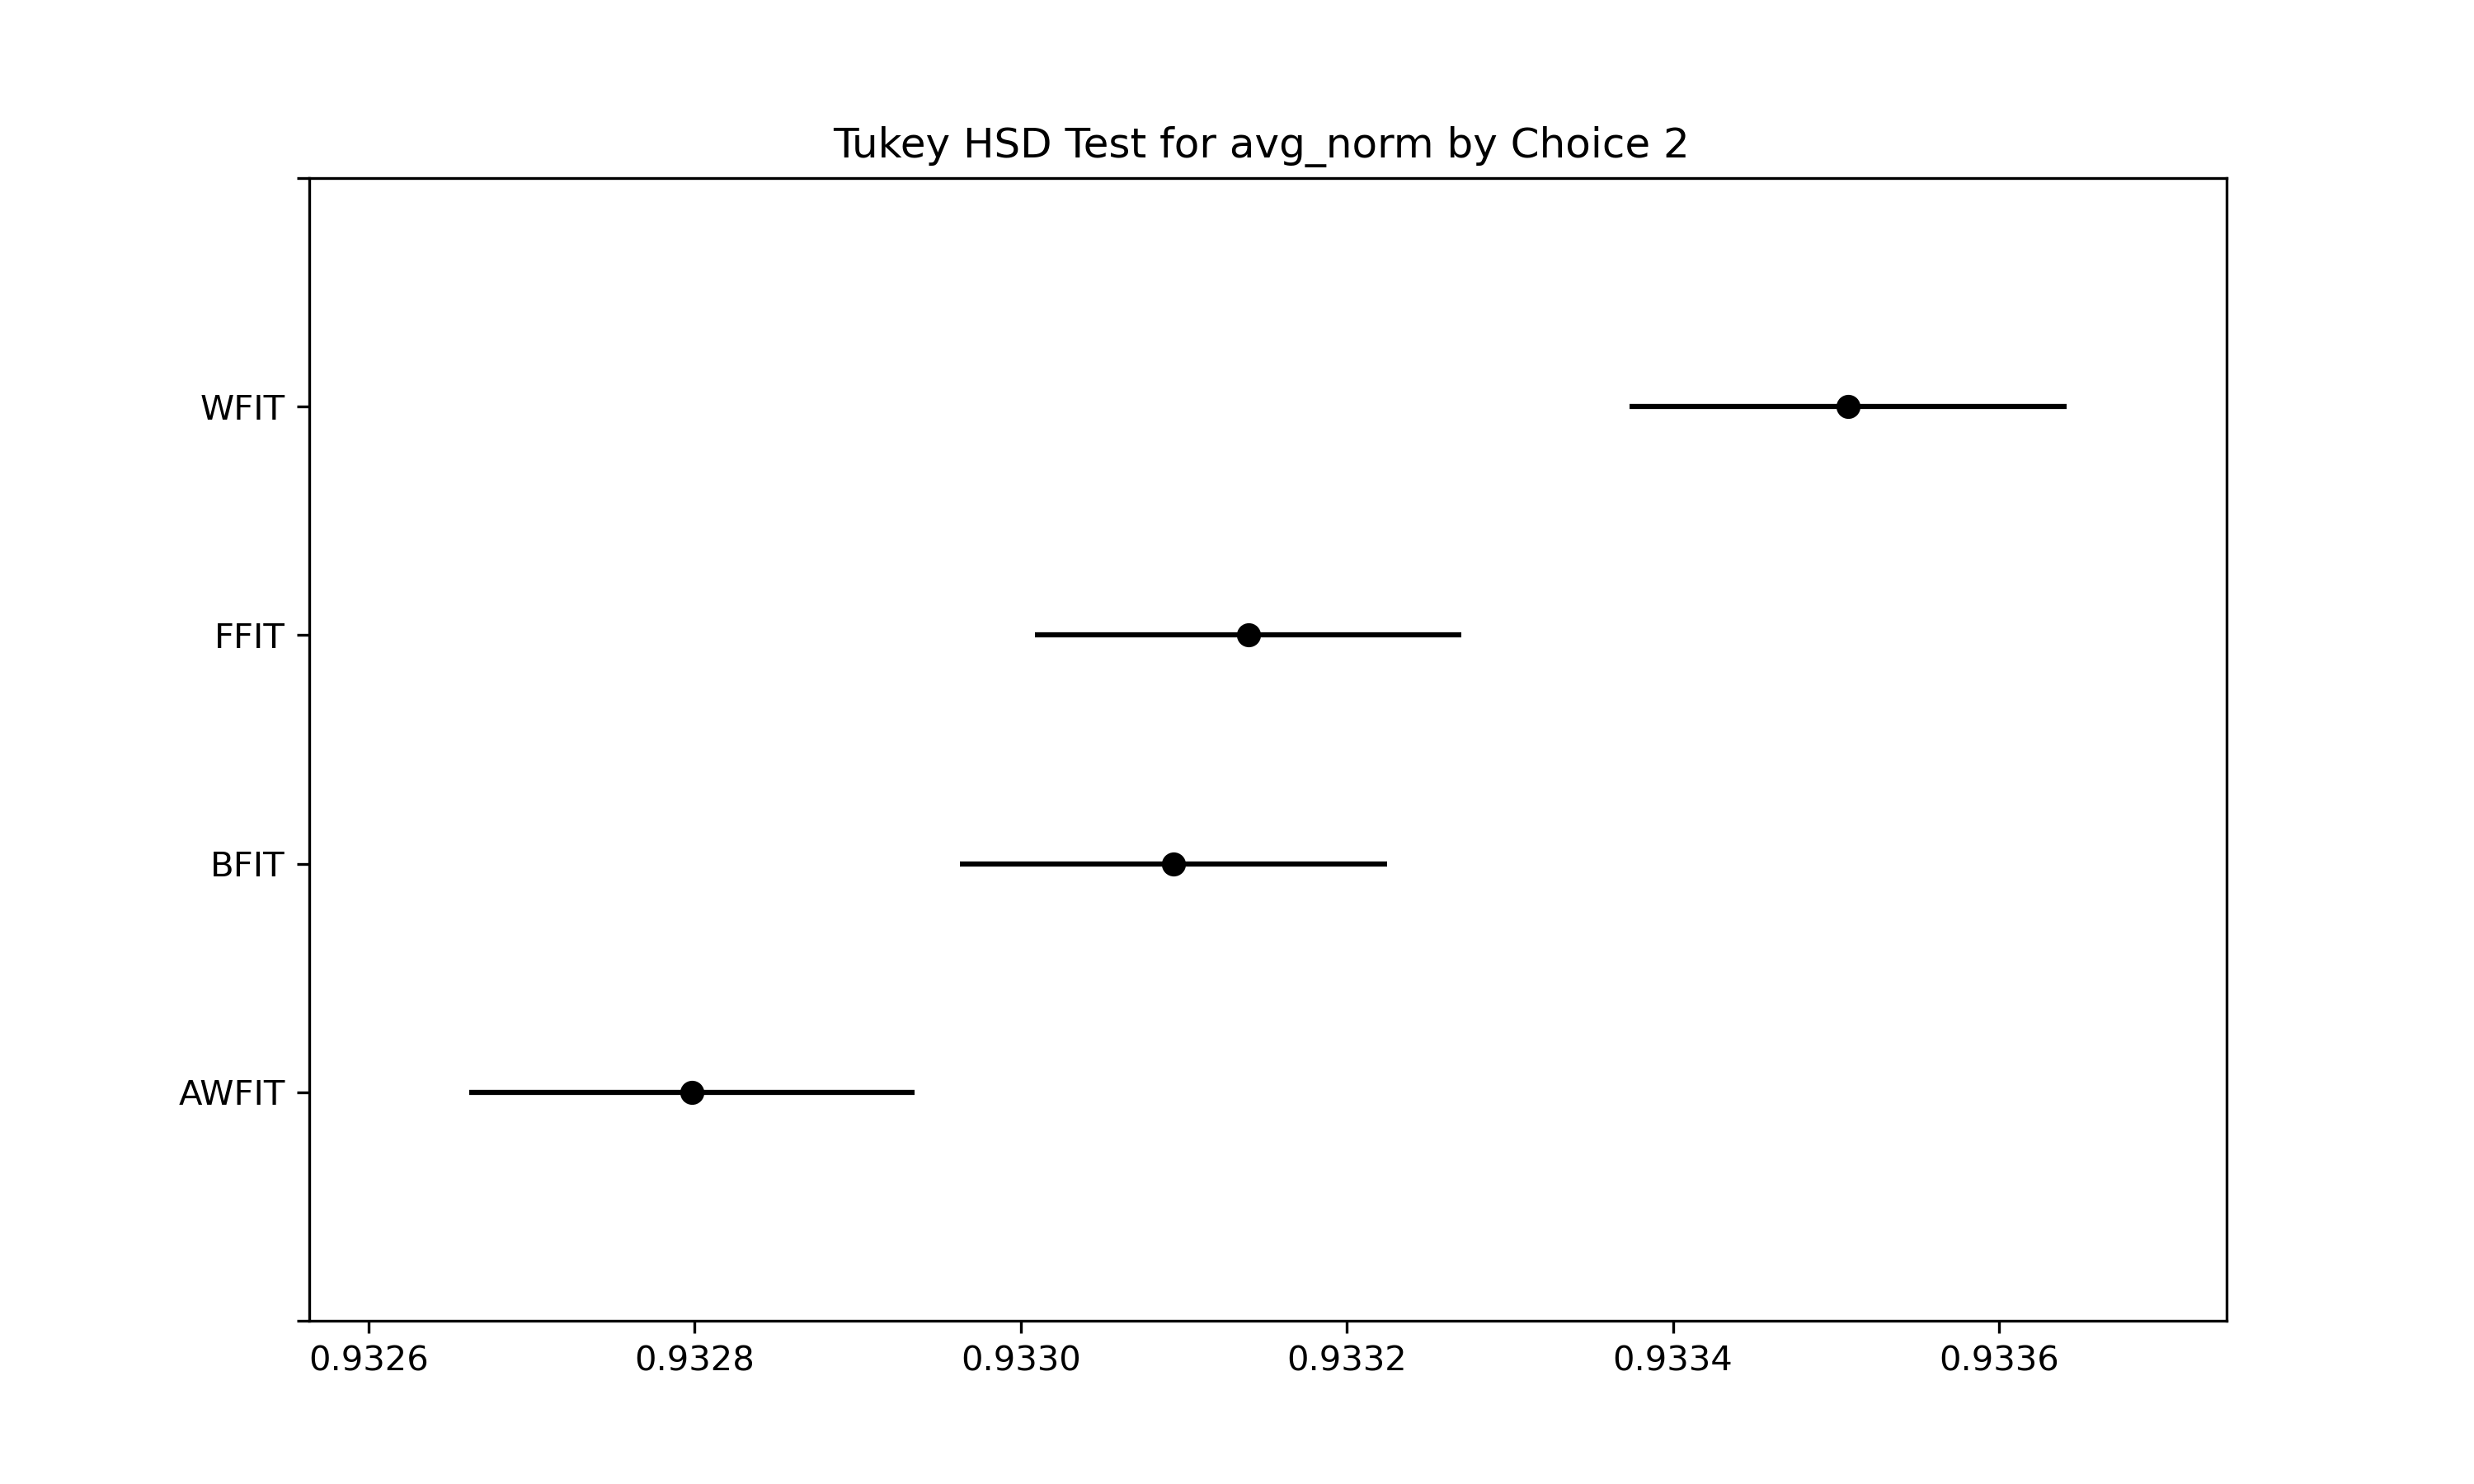 Tukey HSD Test for avg_norm by Choice 2
WFIT
FFIT
BFIT
AWFIT
0.9326 0.9328 0.9330 0.9332 0.9334 0.9336